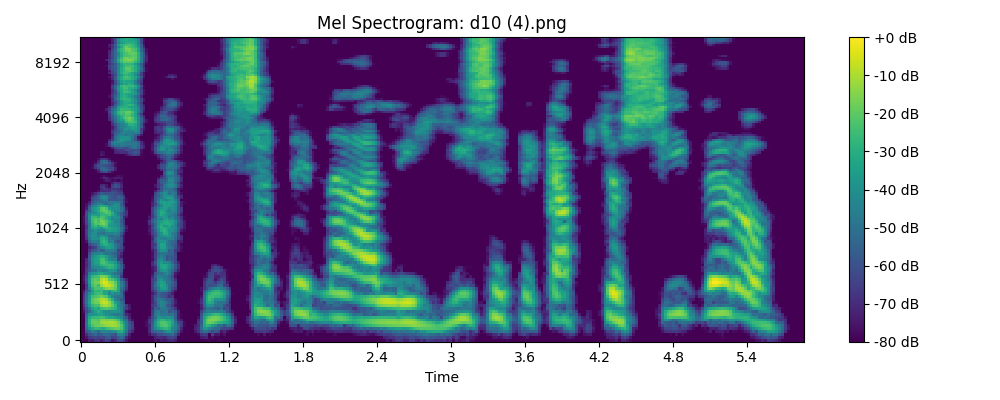 Mel Spectrogram: d10 (4).png
+0 dB
8192
-10 dB
4096
-20 dB
-30 dB
2048
Hz
-40 dB
1024
-50 dB
512
-60 dB
-70 dB
0
-80 dB
0 0.6 1.2 1.8 2.4 3 3.6 4.2 4.8 5.4
Time